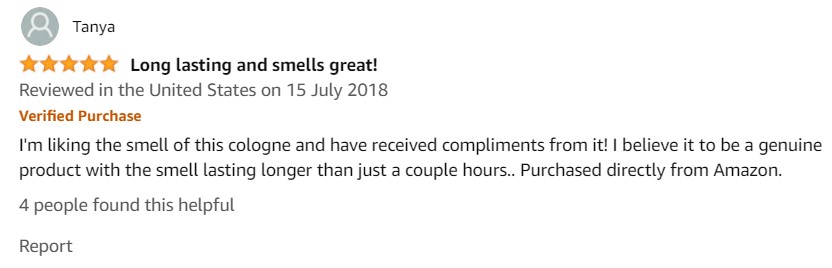 Tanya
Long lasting and smells great!
Reviewed in the United States on 15 July 2018
Verified Purchase
I'm liking the smell of this cologne and have received compliments from it! I believe it to be a genuine
product with the smell lasting longer than just a couple hours.. Purchased directly from Amazon.
4 people found this helpful
Report